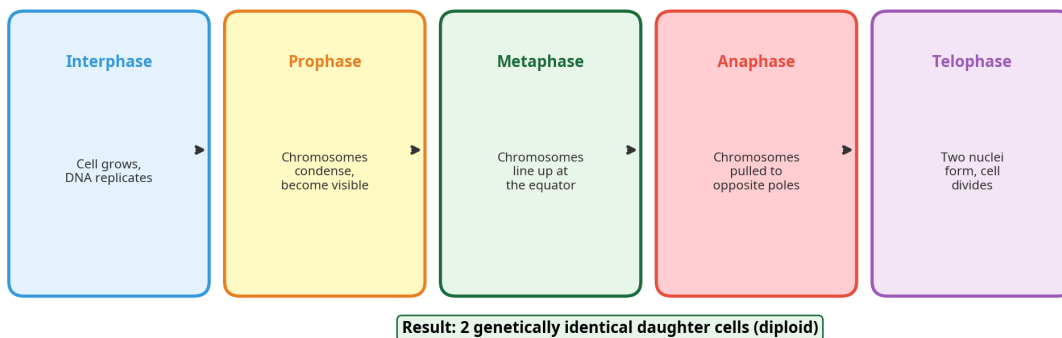 Interphase
Cell grows,
DNA replicates
Prophase
Chromosomes
condense,
become visible
Metaphase
Chromosomes
line up at
the equator
Anaphase
Chromosomes
pulled to
opposite poles
Telophase
Two nuclei
form, cell
divides
Result: 2 genetically identical daughter cells (diploid)